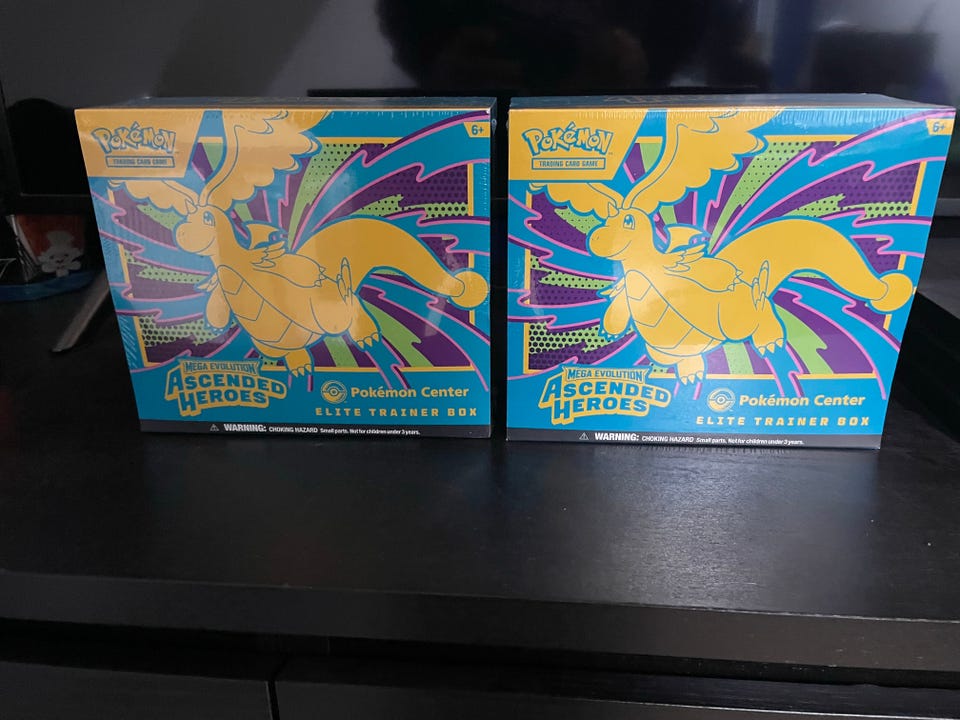 Pokémon
TRADING CARD GAME
6+
MEGA EVOLUTION
ASCENDED
HEROES
Pokémon Center
ELITE TRAINER BOX
WARNING: CHOKING HAZARD Small parts. Not for children under 3 years.
Pokémon
TRADING CARD GAME
6+
MEGA EVOLUTION
ASCENDED
HEROES
Pokémon Center
ELITE TRAINER BOX
WARNING: CHOKING HAZARD Small parts. Not for children under 3 years.